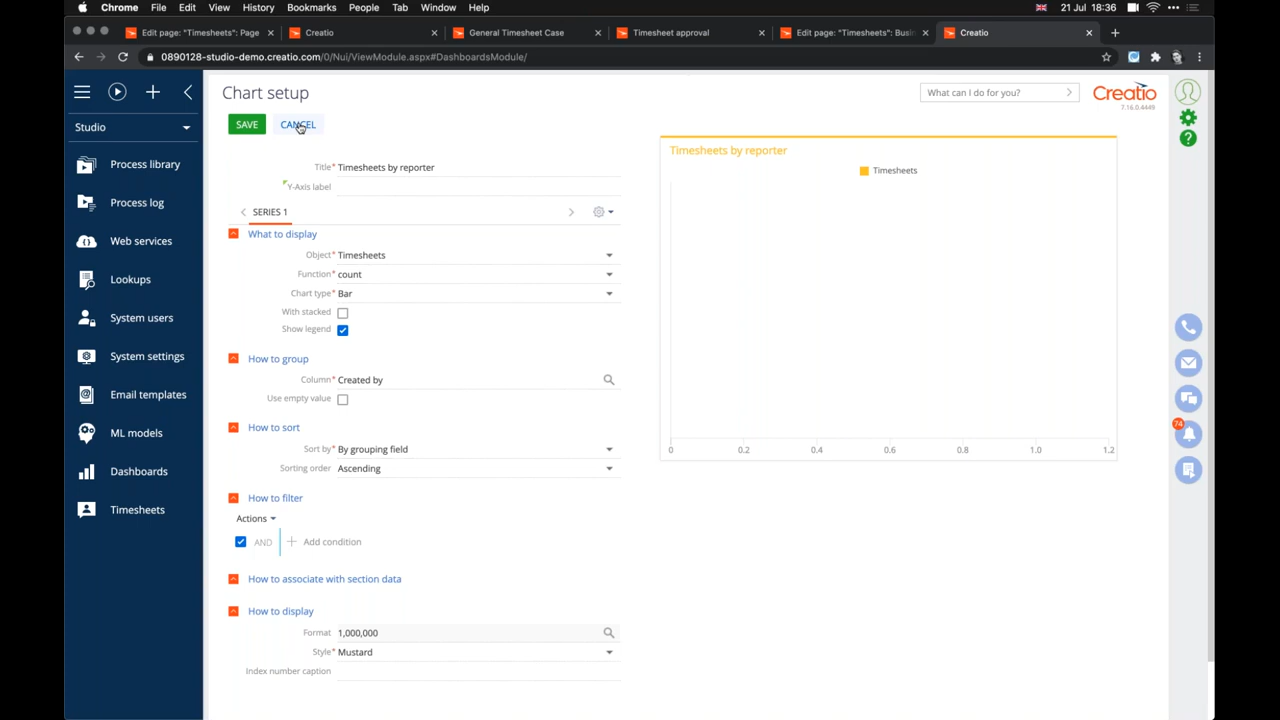 Chrome File Edit View History Bookmarks People Tab Window Help 21 Jul 18:36
Edit page: "Timesheets": Page Creatio General Timesheet Case Timesheet approval Edit page: "Timesheets": Busin Creatio
0890128-studio-demo.creatio.com/0/Nui/ViewModule.aspx#DashboardsModule/
Chart setup
What can I do for you?
Creatio
7.16.0.4449
SAVE CANCEL
Studio
Process library
Process log
Web services
Lookups
System users
System settings
Email templates
ML models
Dashboards
Timesheets
Title* Timesheets by reporter
Y-Axis label
SERIES 1
What to display
Object* Timesheets
Function* count
Chart type* Bar
With stacked
Show legend
How to group
Column* Created by
Use empty value
How to sort
Sort by* By grouping field
Sorting order Ascending
How to filter
Actions
AND Add condition
How to associate with section data
How to display
Format 1,000,000
Style* Mustard
Index number caption
Timesheets by reporter
Timesheets
0 0.2 0.4 0.6 0.8 1.0 1.2
74